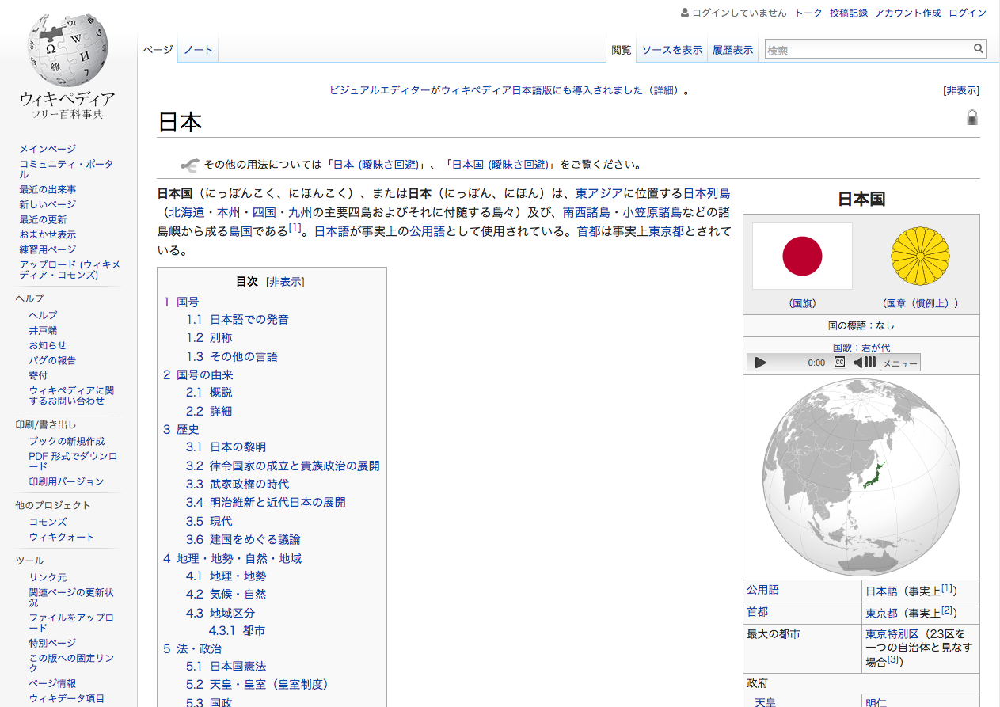 ログインしていません トーク 投稿記録 アカウント作成 ログイン
ページ ノート 閲覧 ソースを表示 履歴表示 検索
ウィキペディア
フリー百科事典
メインページ
コミュニティ・ポータ
ル
最近の出来事
新しいページ
最近の更新
おまかせ表示
練習用ページ
アップロード (ウィキメ
ディア・コモンズ)
ヘルプ
ヘルプ
井戸端
お知らせ
バグの報告
寄付
ウィキペディアに関
するお問い合わせ
印刷/書き出し
ブックの新規作成
PDF 形式でダウンロ
ード
印刷用バージョン
他のプロジェクト
コモンズ
ウィキクォート
ツール
リンク元
関連ページの更新状
況
ファイルをアップロ
ード
特別ページ
この版への固定リン
ク
ページ情報
ウィキデータ項目
ビジュアルエディターがウィキペディア日本語版にも導入されました（詳細）。 [非表示]
日本
その他の用法については「日本 (曖昧さ回避)」、「日本国 (曖昧さ回避)」をご覧ください。
日本国（にっぽんこく、にほんこく）、または日本（にっぽん、にほん）は、東アジアに位置する日本列島
（北海道・本州・四国・九州の主要四島およびそれに付随する島々）及び、南西諸島・小笠原諸島などの諸
島嶼から成る島国である[1]。日本語が事実上の公用語として使用されている。首都は事実上東京都とされて
いる。
目次 [非表示]
1 国号
1.1 日本語での発音
1.2 別称
1.3 その他の言語
2 国号の由来
2.1 概説
2.2 詳細
3 歴史
3.1 日本の黎明
3.2 律令国家の成立と貴族政治の展開
3.3 武家政権の時代
3.4 明治維新と近代日本の展開
3.5 現代
3.6 建国をめぐる議論
4 地理・地勢・自然・地域
4.1 地理・地勢
4.2 気候・自然
4.3 地域区分
4.3.1 都市
5 法・政治
5.1 日本国憲法
5.2 天皇・皇室（皇室制度）
5.3 国政
日本国
（国旗） （国章（慣例上））
国の標語：なし
国歌：君が代
0:00 CC メニュー
公用語 日本語（事実上[1]）
首都 東京都（事実上[2]）
最大の都市 東京特別区（23区を
一つの自治体と見なす
場合[3]）
政府
天皇 明仁